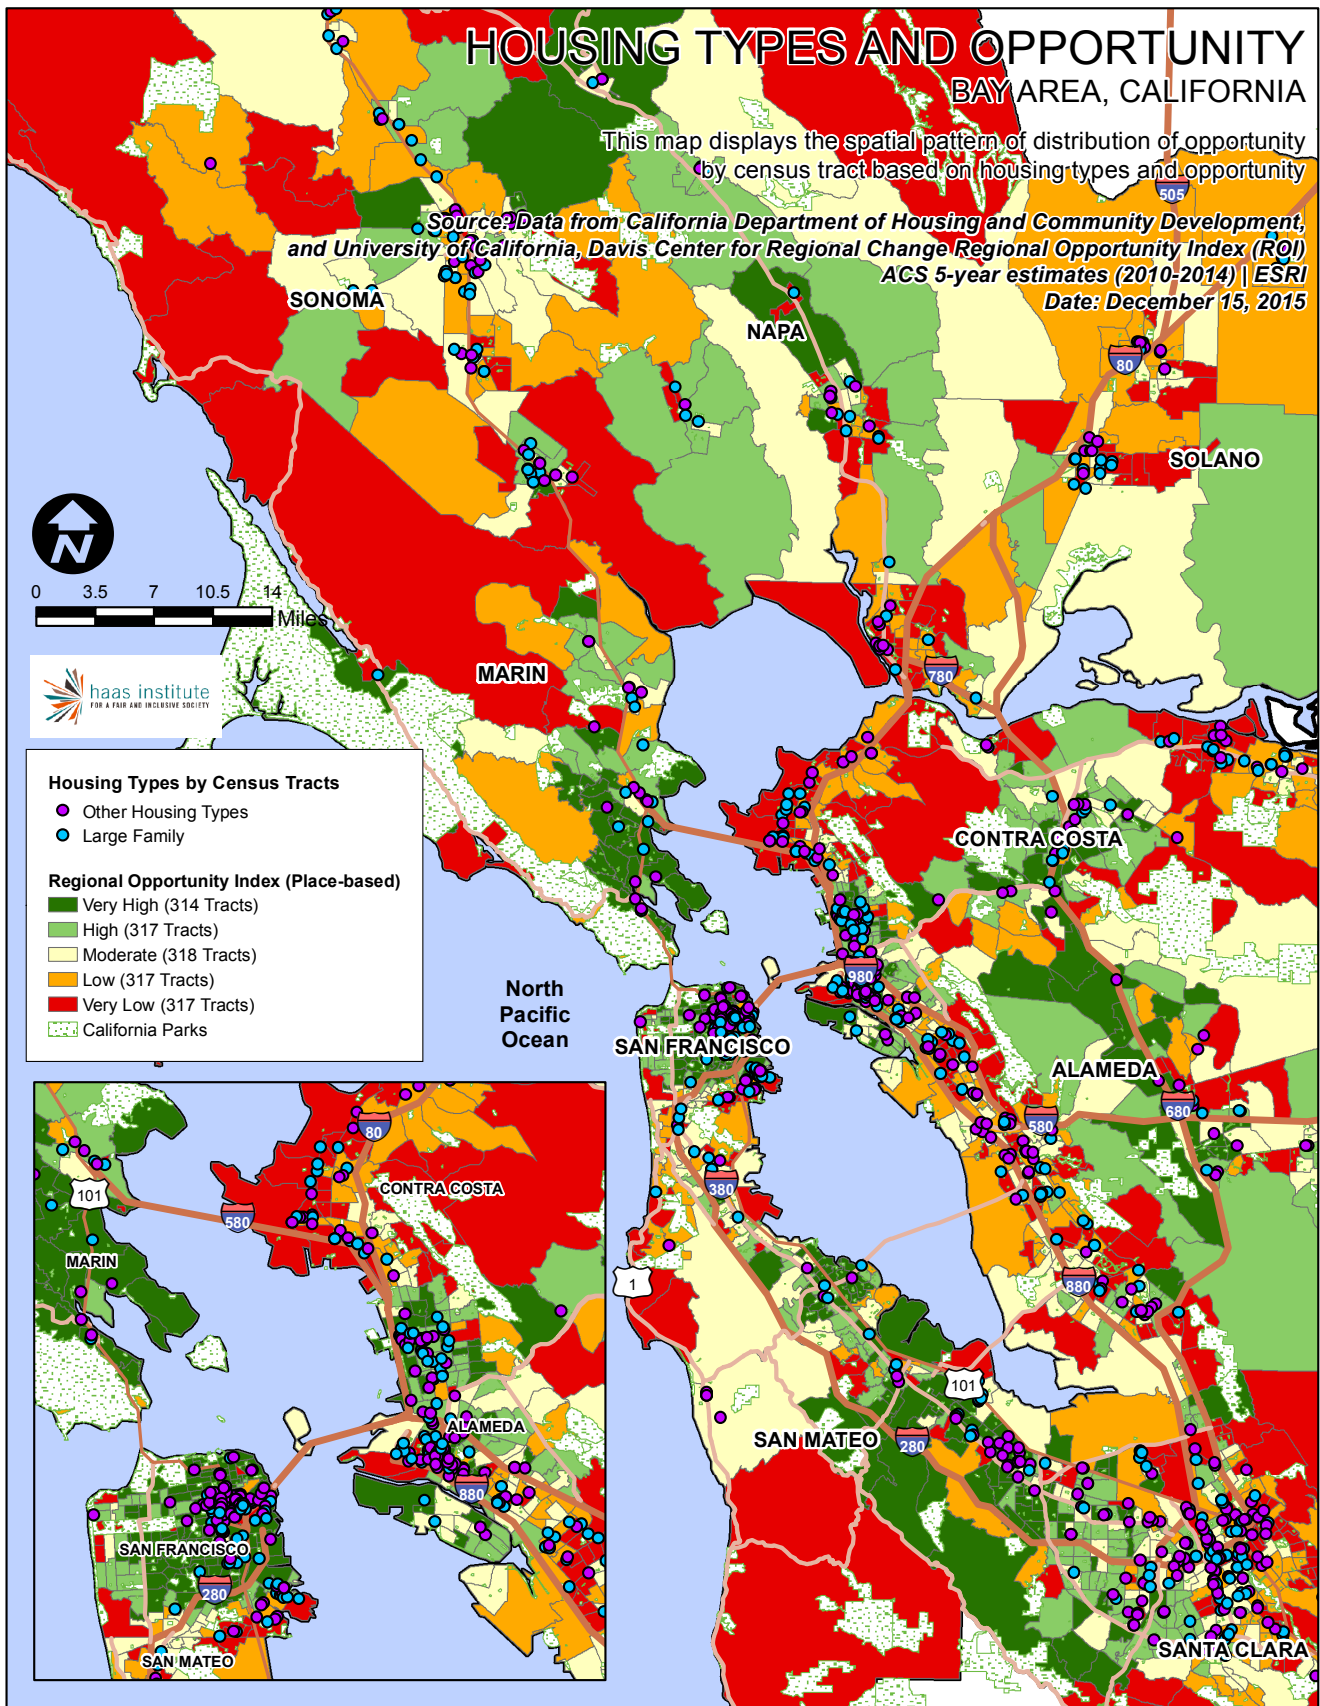 HOUSING TYPES AND OPPORTUNITY
BAY AREA, CALIFORNIA
This map displays the spatial pattern of distribution of opportunity
by census tract based on housing types and opportunity
Source: Data from California Department of Housing and Community Development,
and University of California, Davis Center for Regional Change Regional Opportunity Index (ROI)
ACS 5-year estimates (2010-2014) | ESRI
Date: December 15, 2015
505
SONOMA
NAPA
80
SOLANO
N
0 3.5 7 10.5 14
Miles
MARIN
780
haas institute
FOR A FAIR AND INCLUSIVE SOCIETY
Housing Types by Census Tracts
Other Housing Types
Large Family
Regional Opportunity Index (Place-based)
Very High (314 Tracts)
High (317 Tracts)
Moderate (318 Tracts)
Low (317 Tracts)
Very Low (317 Tracts)
California Parks
CONTRA COSTA
980
North
Pacific
Ocean
SAN FRANCISCO
ALAMEDA
680
580
380
880
1
101
SAN MATEO
280
SANTA CLARA
80
CONTRA COSTA
101
580
MARIN
ALAMEDA
880
SAN FRANCISCO
280
SAN MATEO